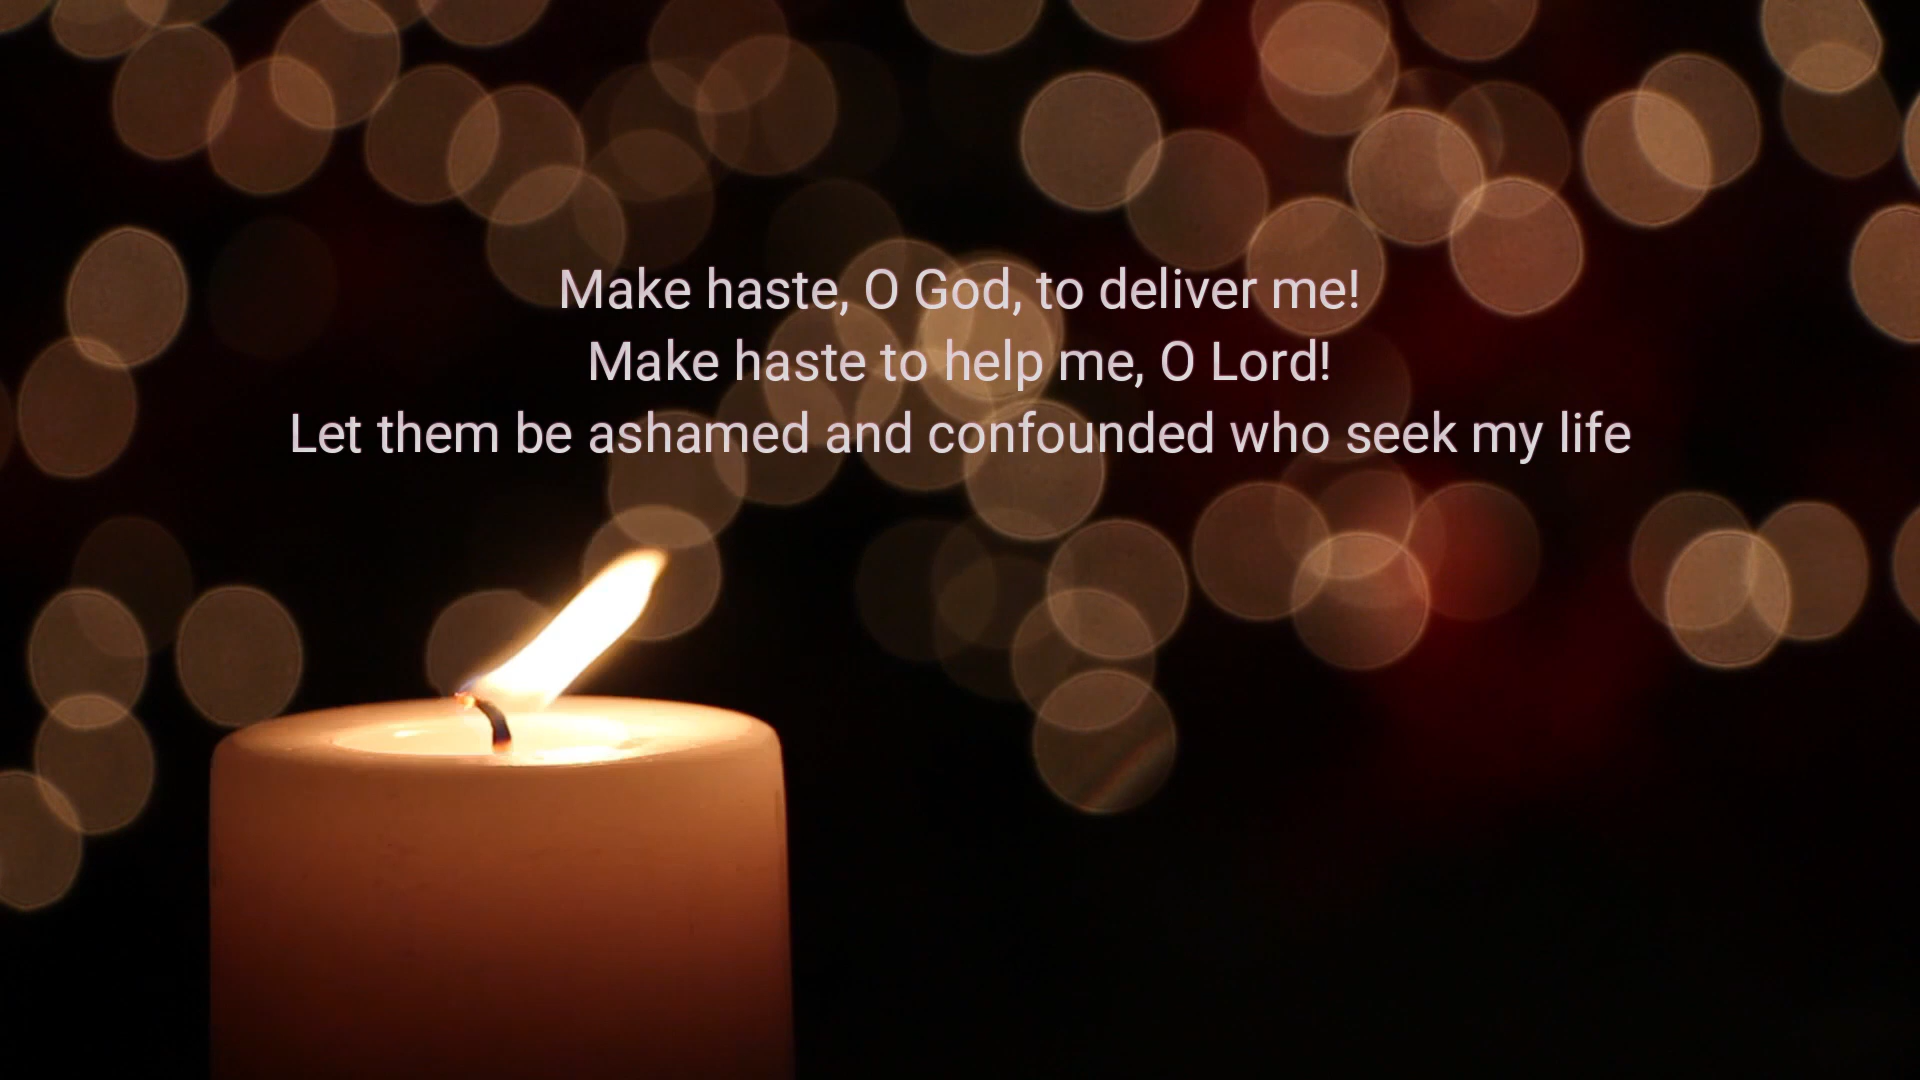 Make haste, O God, to deliver me!
Make haste to help me, O Lord!
Let them be ashamed and confounded who seek my life